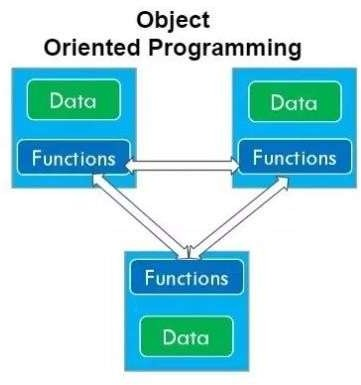 Object
Oriented Programming
Data
Data
Functions
Functions
Functions
Data